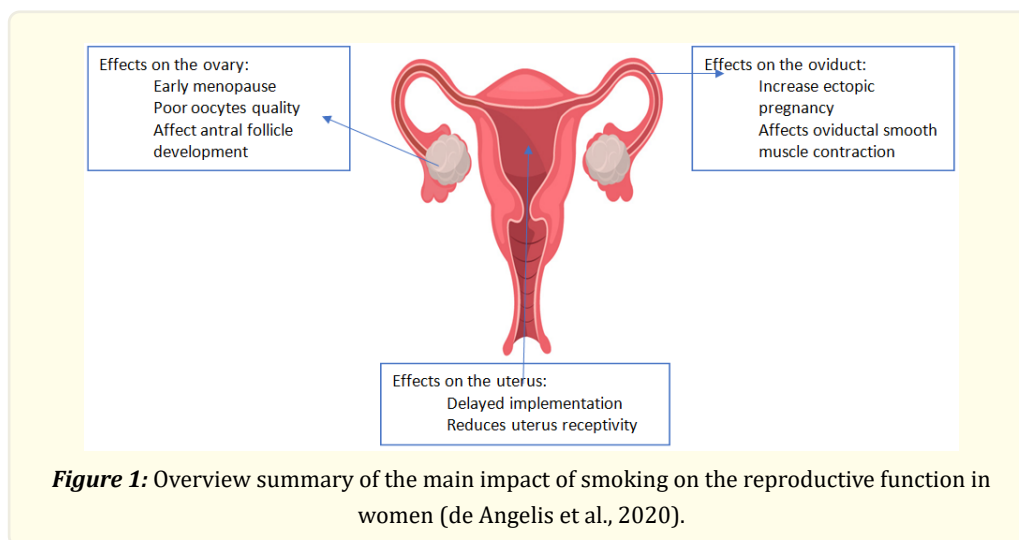 Effects on the ovary:
Early menopause
Poor oocytes quality
Affect antral follicle
development
Effects on the oviduct:
Increase ectopic
pregnancy
Affects oviductal smooth
muscle contraction
Effects on the uterus:
Delayed implementation
Reduces uterus receptivity
Figure 1: Overview summary of the main impact of smoking on the reproductive function in
women (de Angelis et al., 2020).